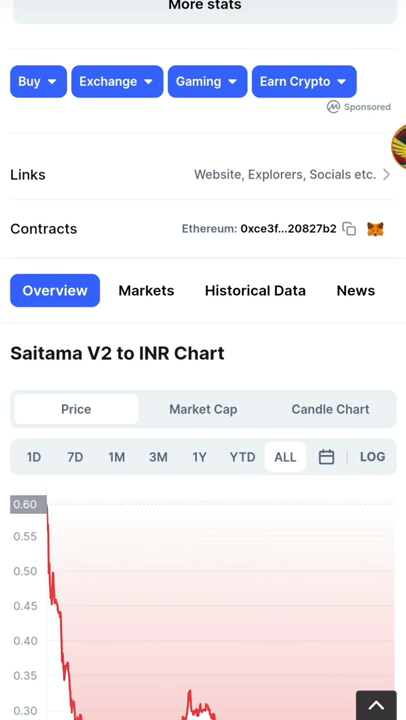 More stats
Buy Exchange Gaming Earn Crypto
Sponsored
Links Website, Explorers, Socials etc.
Contracts Ethereum: 0xce3f...20827b2
Overview Markets Historical Data News
Saitama V2 to INR Chart
Price Market Cap Candle Chart
1D 7D 1M 3M 1Y YTD ALL LOG
0.60
0.55
0.50
0.45
0.40
0.35
0.30